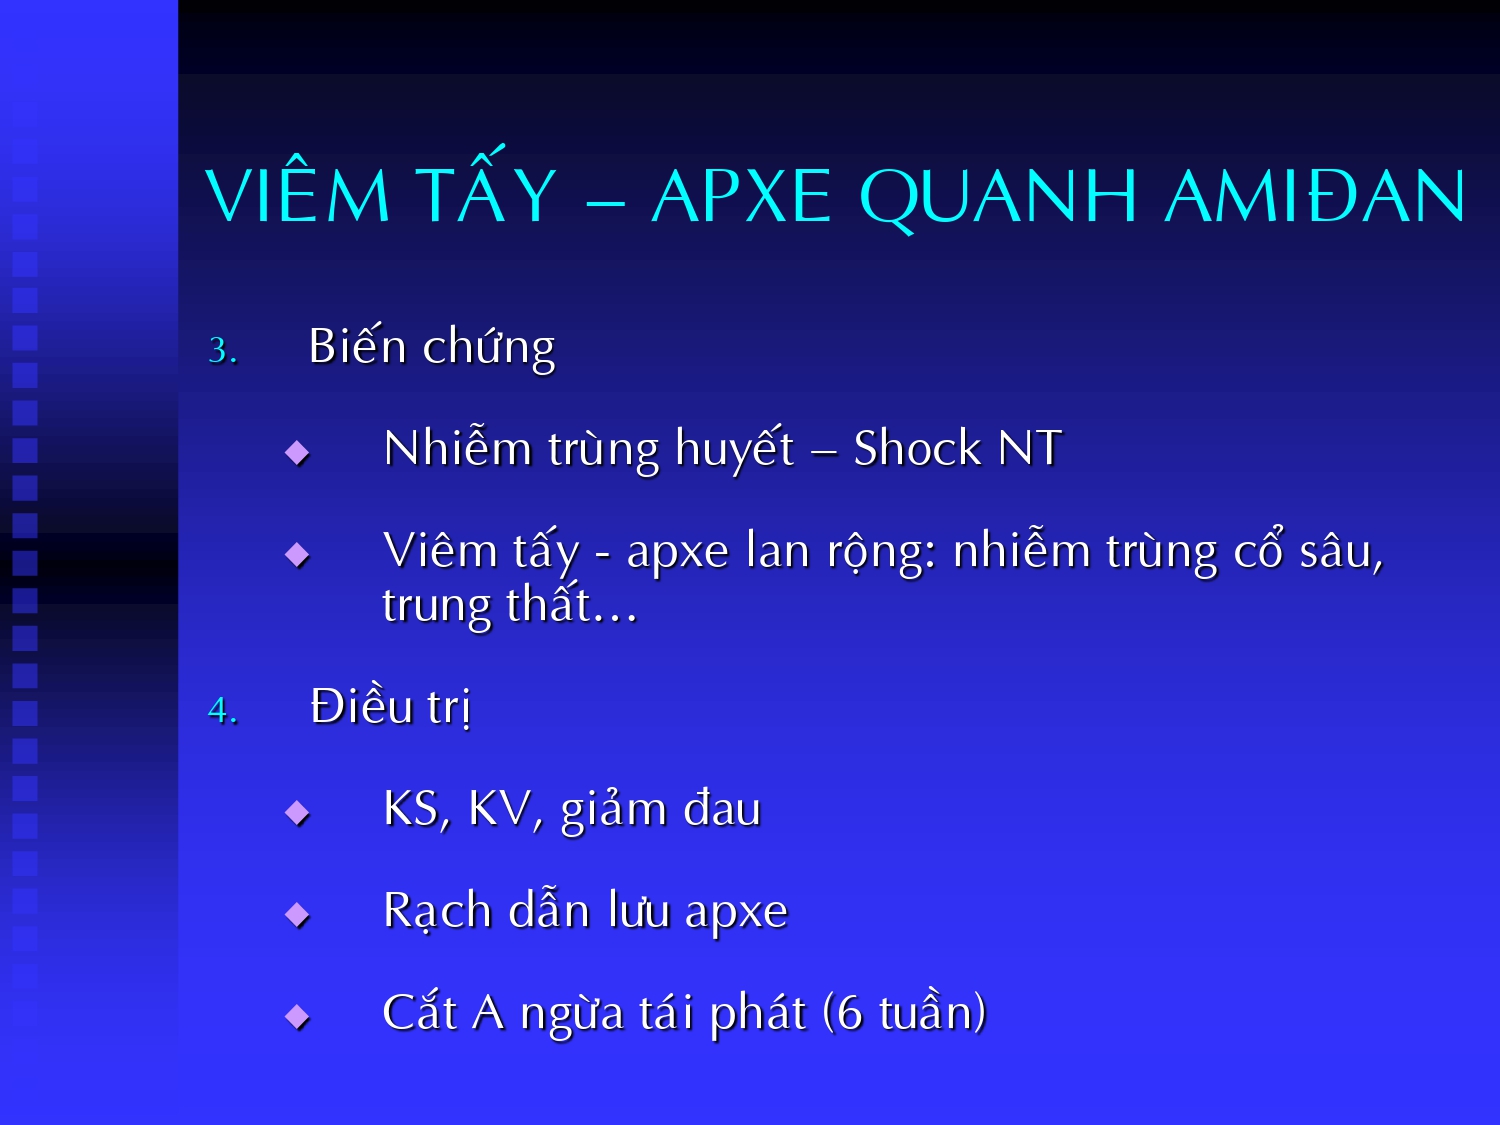 VIÊM TẤY – APXE QUANH AMIĐAN
3. Biến chứng
◆ Nhiễm trùng huyết – Shock NT
◆ Viêm tấy - apxe lan rộng: nhiễm trùng cổ sâu,
trung thất...
4. Điều trị
◆ KS, KV, giảm đau
◆ Rạch dẫn lưu apxe
◆ Cắt A ngừa tái phát (6 tuần)